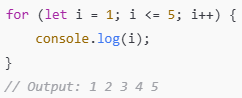 for (let i = 1; i <= 5; i++) {
    console.log(i);
}
// Output: 1 2 3 4 5